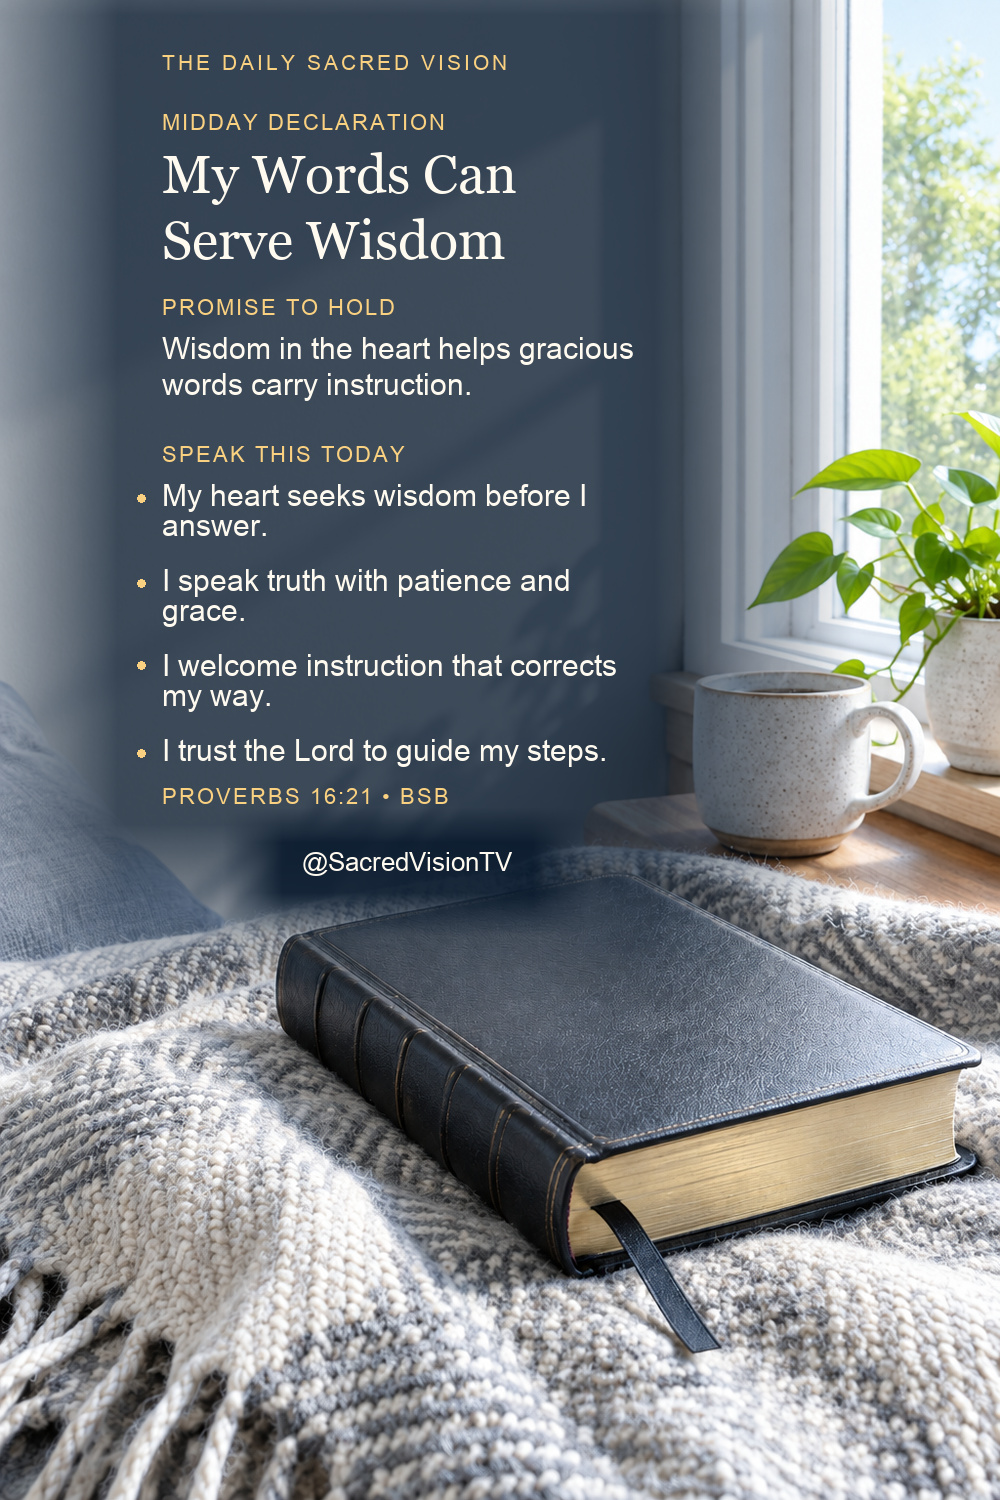 THE DAILY SACRED VISION
MIDDAY DECLARATION
My Words Can
Serve Wisdom
PROMISE TO HOLD
Wisdom in the heart helps gracious
words carry instruction.
SPEAK THIS TODAY
• My heart seeks wisdom before I
answer.
• I speak truth with patience and
grace.
• I welcome instruction that corrects
my way.
• I trust the Lord to guide my steps.
PROVERBS 16:21 • BSB
@SacredVisionTV